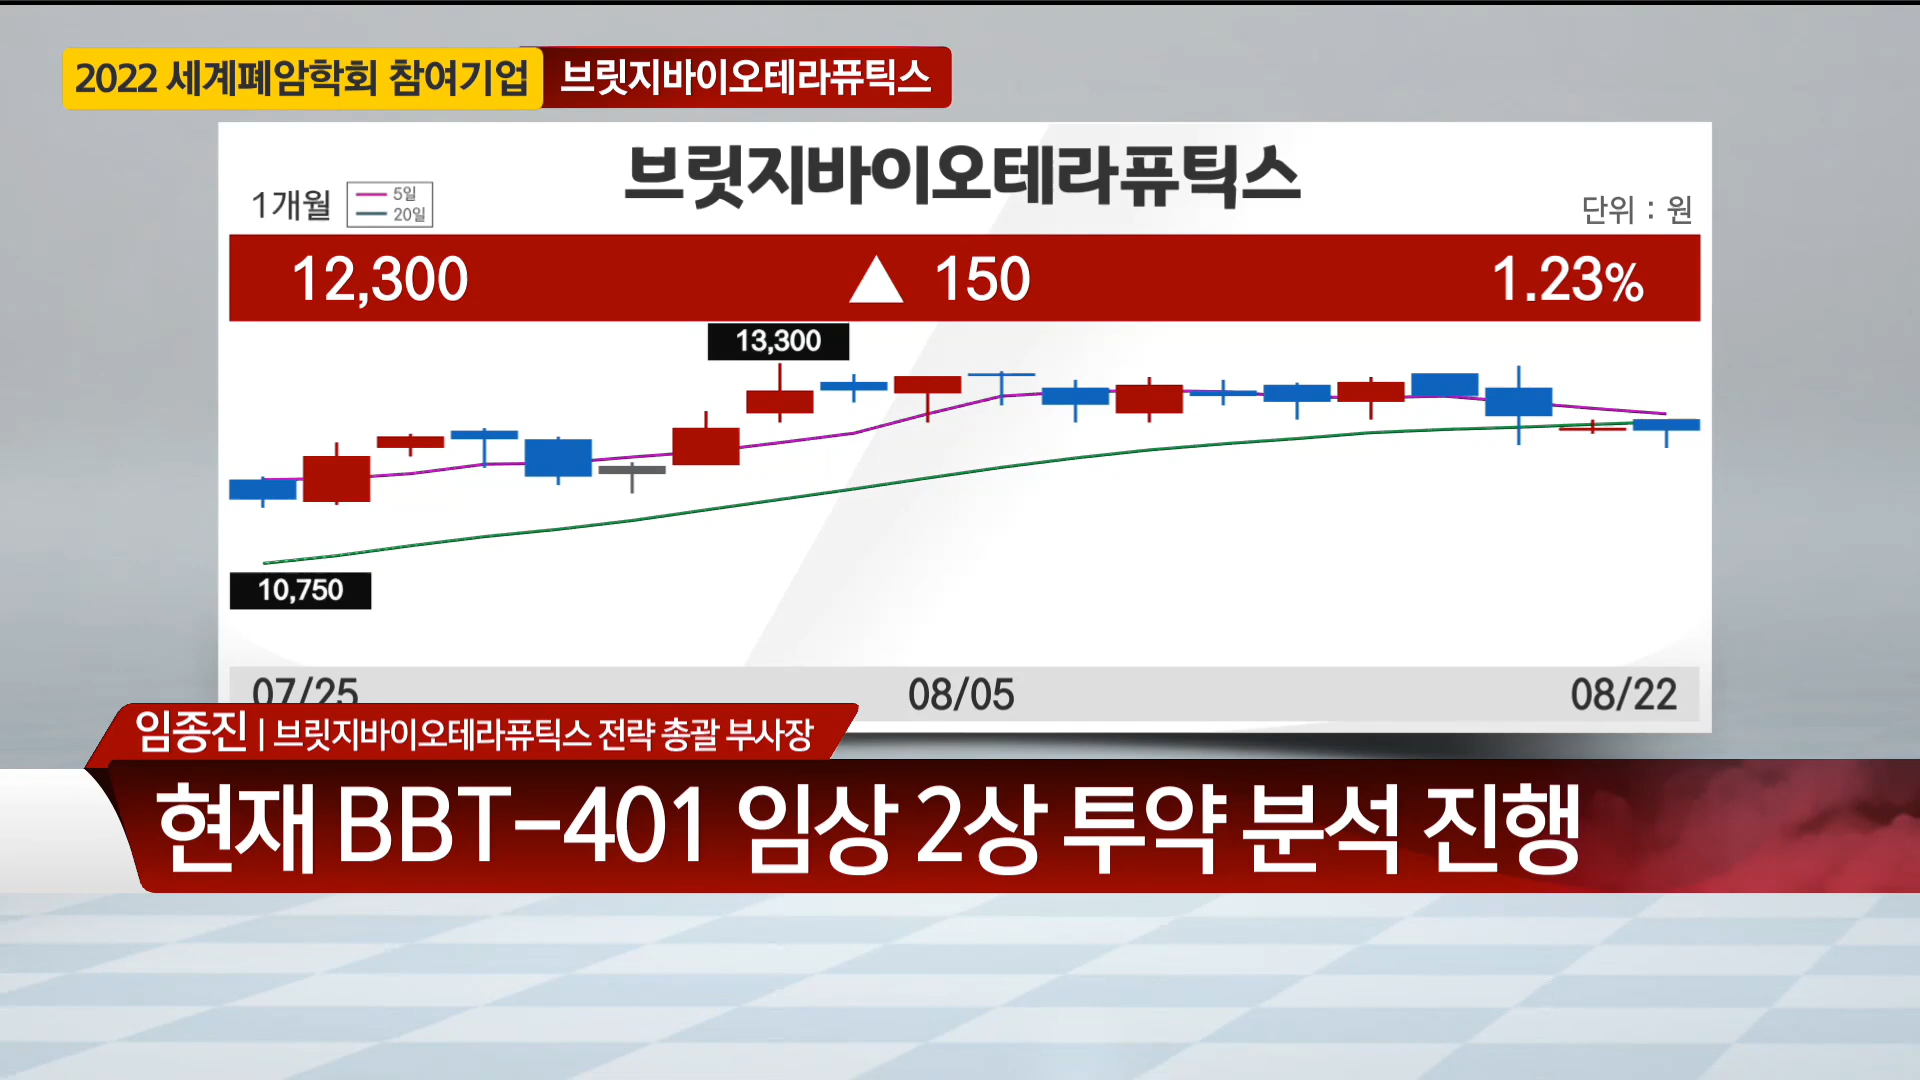 2022 세계폐암학회 참여기업 브릿지바이오테라퓨틱스
브릿지바이오테라퓨틱스
1개월
5일
20일
단위 : 원
12,300 ▲ 150 1.23%
13,300
10,750
07/25 08/05 08/22
임종진 | 브릿지바이오테라퓨틱스 전략 총괄 부사장
현재 BBT-401 임상 2상 투약 분석 진행